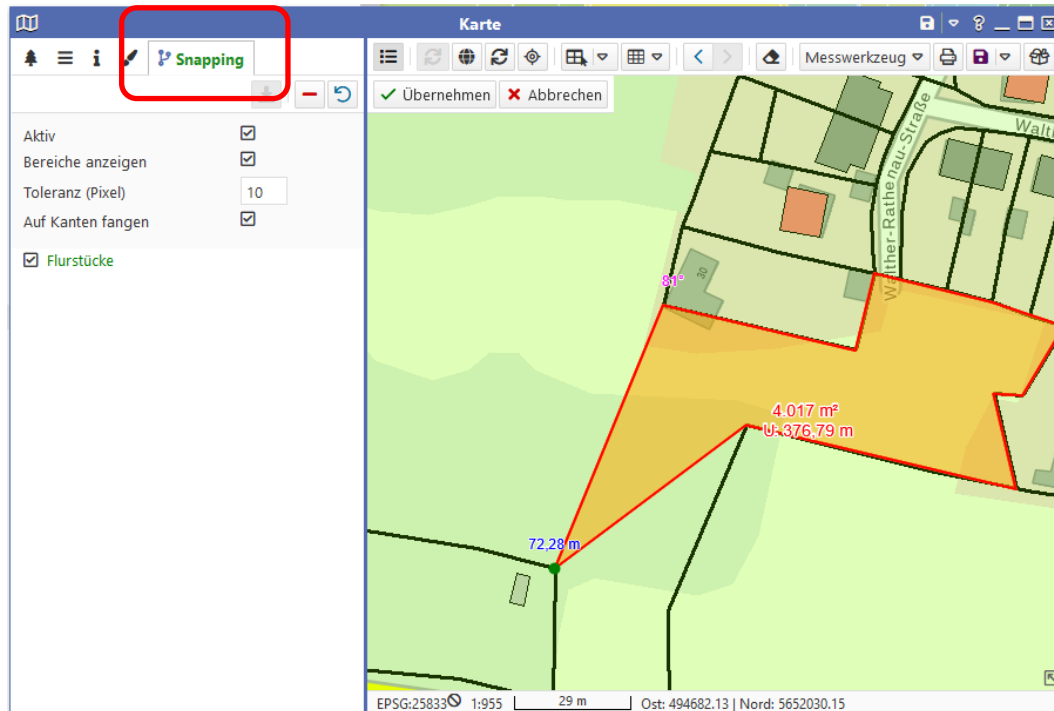 Karte
Snapping
Messwerkzeug
Übernehmen Abbrechen
Aktiv
Bereiche anzeigen
Toleranz (Pixel) 10
Auf Kanten fangen
Flurstücke
Walther-Rathenau-Straße
30
81°
4.017 m²
U: 376,79 m
72,28 m
EPSG:25833 1:955 29 m Ost: 494682.13 | Nord: 5652030.15